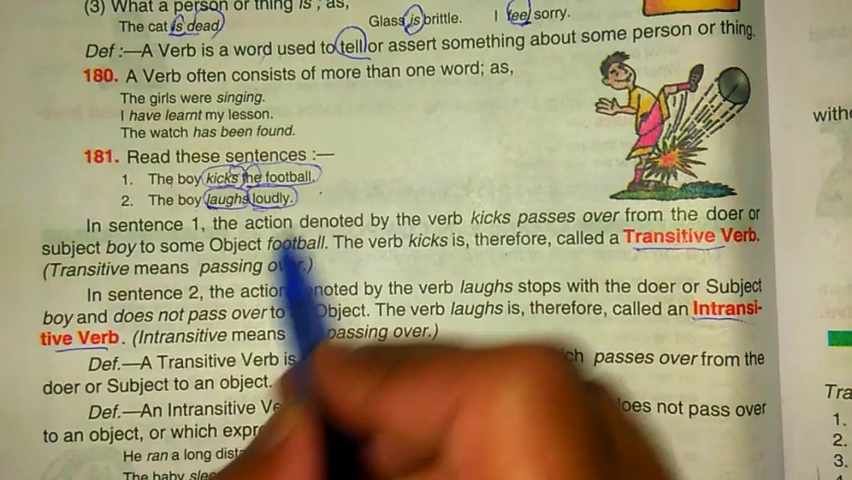 (3) What a person or thing is ; as,
The cat is dead. Glass is brittle. I feel sorry.
Def :—A Verb is a word used to tell or assert something about some person or thing.
180. A Verb often consists of more than one word; as,
The girls were singing.
I have learnt my lesson.
The watch has been found.
181. Read these sentences :—
1. The boy kicks the football.
2. The boy laughs loudly.
In sentence 1, the action denoted by the verb kicks passes over from the doer or
subject boy to some Object football. The verb kicks is, therefore, called a Transitive Verb.
(Transitive means passing over.)
In sentence 2, the action denoted by the verb laughs stops with the doer or Subject
boy and does not pass over to Object. The verb laughs is, therefore, called an Intransi-
tive Verb. (Intransitive means passing over.)
Def.—A Transitive Verb is passes over from the
doer or Subject to an object.
Def.—An Intransitive does not pass over
to an object, or which
He ran a long
The baby
with
Tra
1.
2.
3.